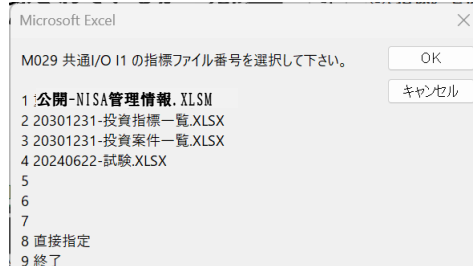 Microsoft Excel
M029 共通I/O I1 の指標ファイル番号を選択して下さい。
OK
キャンセル
1 公開-NISA管理情報.XLSM
2 20301231-投資指標一覧.XLSX
3 20301231-投資案件一覧.XLSX
4 20240622-試験.XLSX
5
6
7
8 直接指定
9 終了